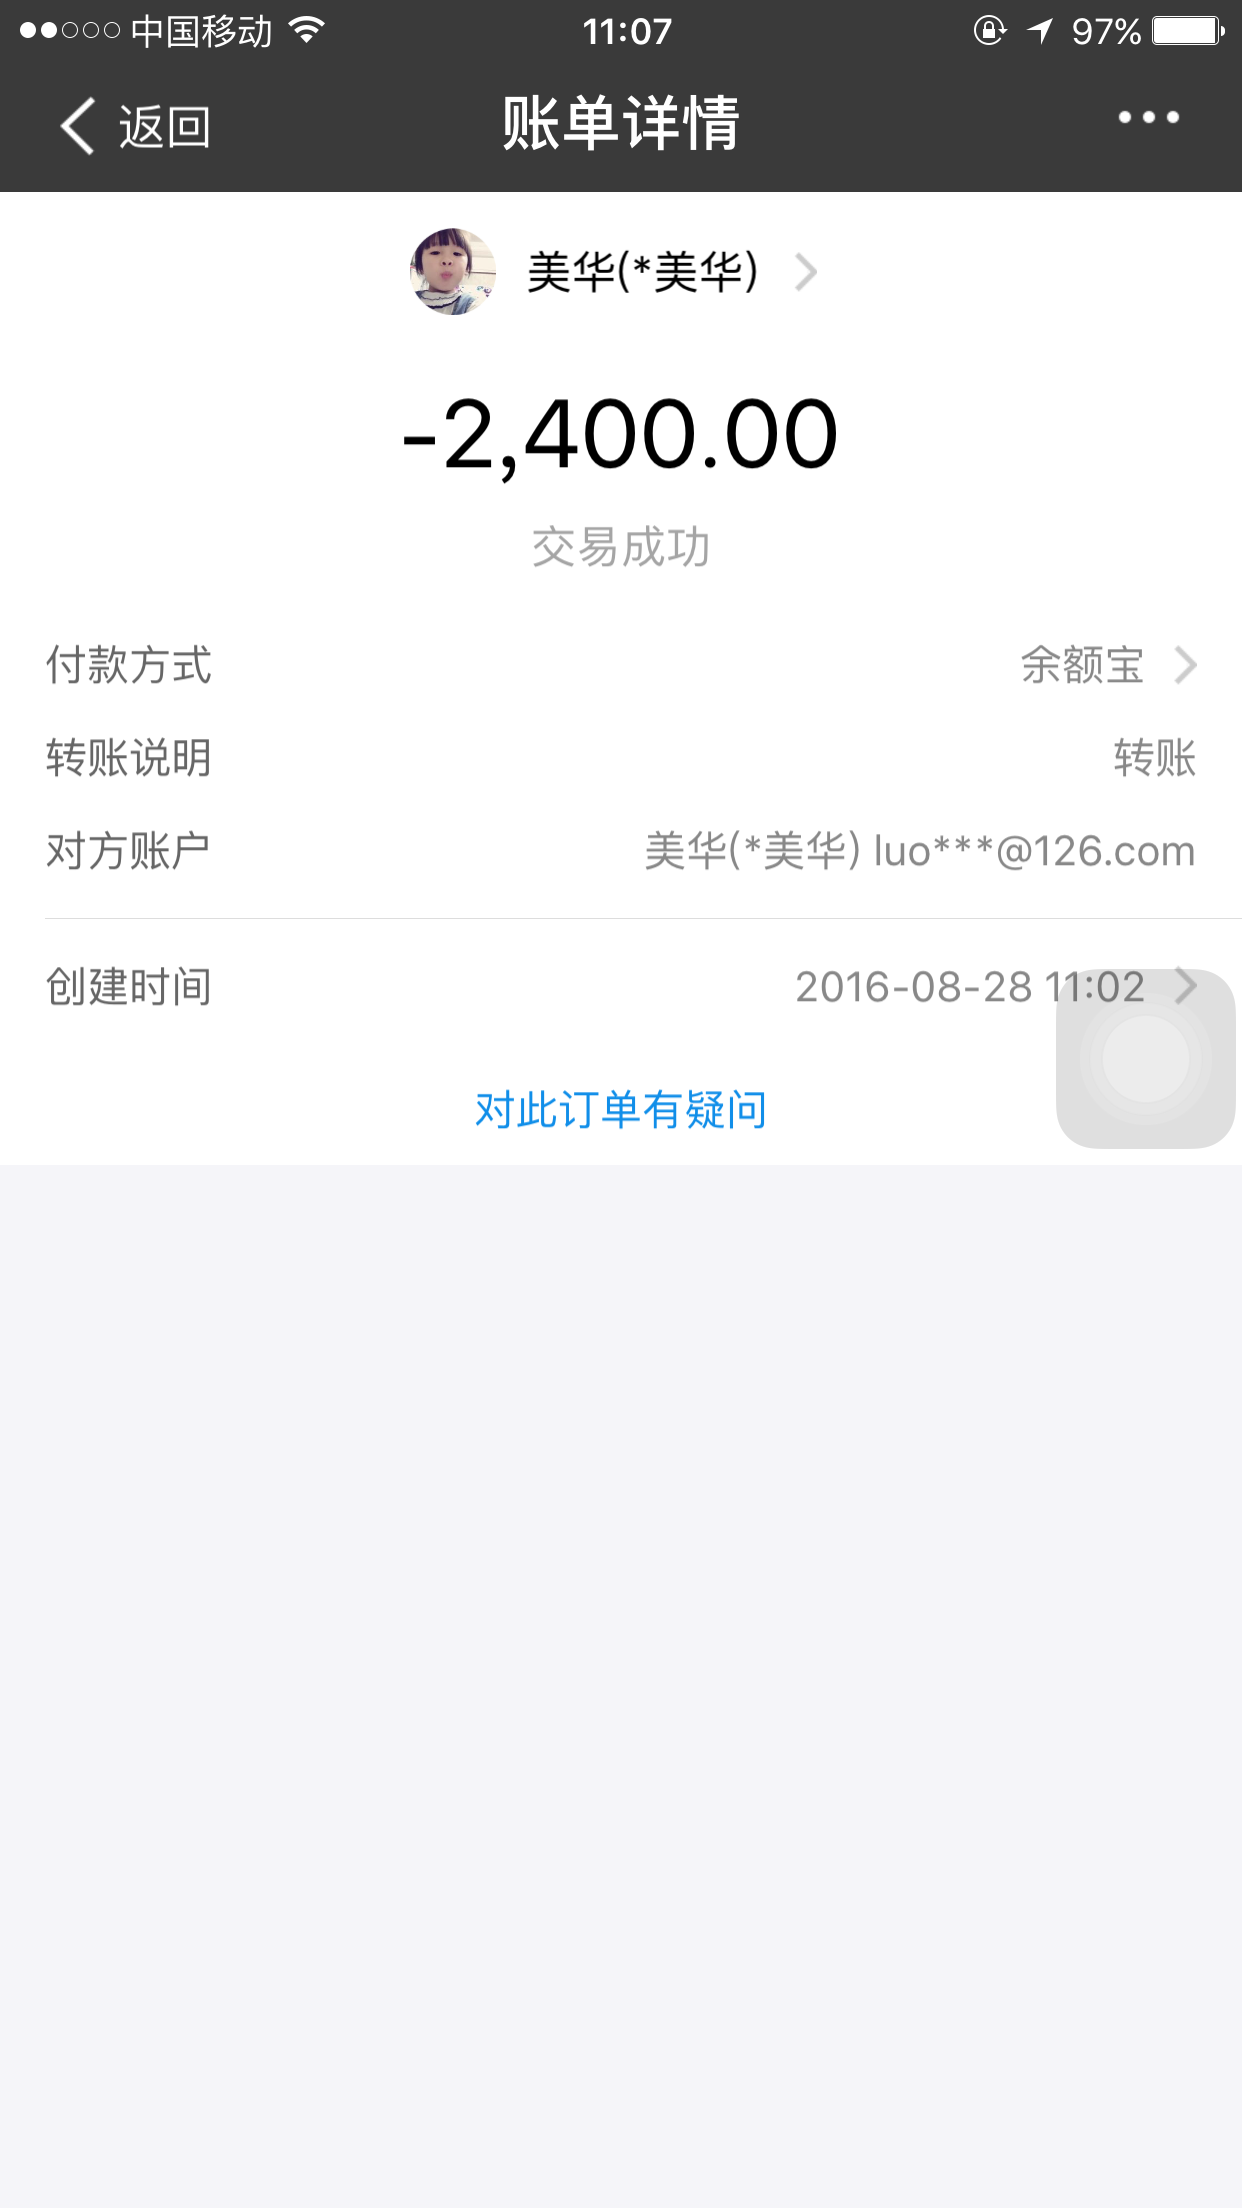 中国移动 11:07 97%
返回 账单详情
美华(*美华)
-2,400.00
交易成功
付款方式 余额宝
转账说明 转账
对方账户 美华(*美华) luo***@126.com
创建时间 2016-08-28 11:02
对此订单有疑问